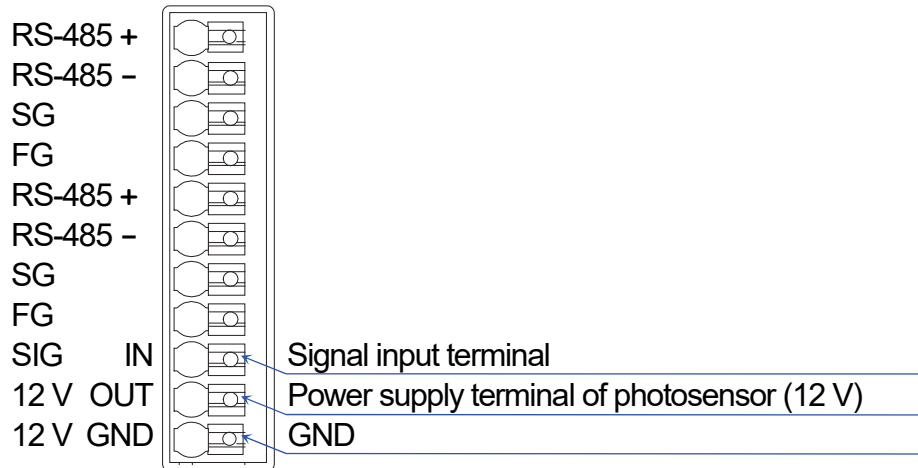 RS-485 +
RS-485 –
SG
FG
RS-485 +
RS-485 –
SG
FG
SIG IN Signal input terminal
12 V OUT Power supply terminal of photosensor (12 V)
12 V GND GND